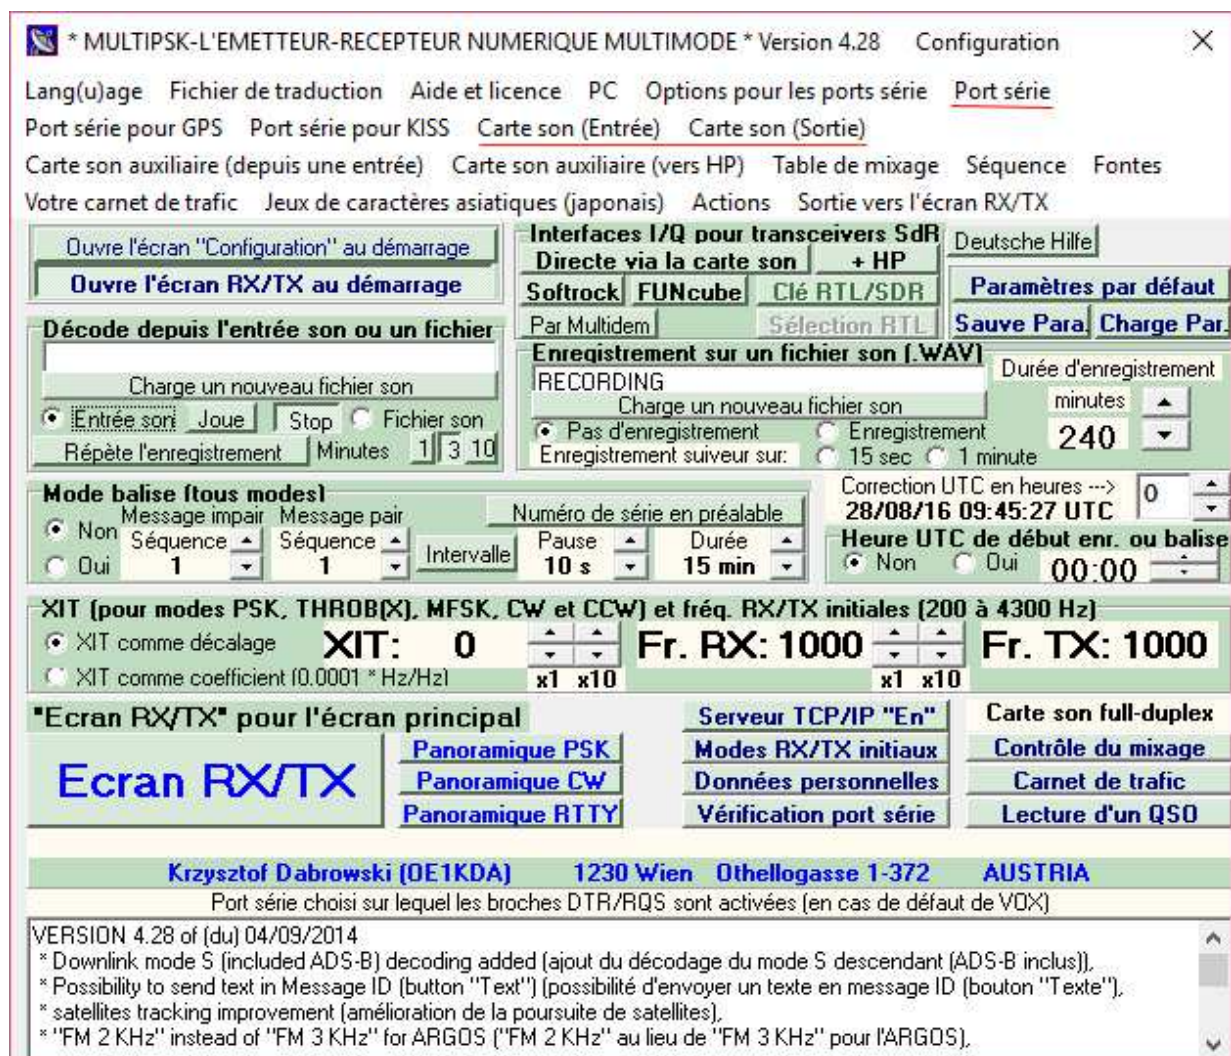 * MULTIPSK-L'EMETTEUR-RECEPTEUR NUMERIQUE MULTIMODE * Version 4.28 Configuration
Lang(u)age Fichier de traduction Aide et licence PC Options pour les ports série Port série
Port série pour GPS Port série pour KISS Carte son (Entrée) Carte son (Sortie)
Carte son auxiliaire (depuis une entrée) Carte son auxiliaire (vers HP) Table de mixage Séquence Fontes
Votre carnet de trafic Jeux de caractères asiatiques (japonais) Actions Sortie vers l'écran RX/TX
Ouvre l'écran "Configuration" au démarrage
Ouvre l'écran RX/TX au démarrage
Interfaces I/Q pour transceivers SdR
Directe via la carte son + HP
Softrock FUNcube Clé RTL/SDR
Par Multidem Sélection RTL
Deutsche Hilfe
Paramètres par défaut
Sauve Para. Charge Par.
Décode depuis l'entrée son ou un fichier
Charge un nouveau fichier son
Entrée son Joue Stop Fichier son
Répète l'enregistrement Minutes 1 3 10
Enregistrement sur un fichier son (.WAV)
RECORDING
Charge un nouveau fichier son
Pas d'enregistrement Enregistrement
Enregistrement suiveur sur: 15 sec 1 minute
Durée d'enregistrement
minutes
240
Mode balise (tous modes)
Non Message impair Message pair Numéro de série en préalable
Séquence Séquence Intervalle Pause Durée
Oui 1 1 10 s 15 min
Correction UTC en heures ---> 0
28/08/16 09:45:27 UTC
Heure UTC de début enr. ou balise
Non Oui 00:00
XIT (pour modes PSK, THROB(X), MFSK, CW et CCW) et fréq. RX/TX initiales (200 à 4300 Hz)
XIT comme décalage XIT: 0 Fr. RX: 1000 Fr. TX: 1000
XIT comme coefficient (0.0001 * Hz/Hz) x1 x10 x1 x10
"Ecran RX/TX" pour l'écran principal
Ecran RX/TX
Panoramique PSK
Panoramique CW
Panoramique RTTY
Serveur TCP/IP "En"
Modes RX/TX initiaux
Données personnelles
Vérification port série
Carte son full-duplex
Contrôle du mixage
Carnet de trafic
Lecture d'un QSO
Krzysztof Dabrowski (OE1KDA) 1230 Wien Othellogasse 1-372 AUSTRIA
Port série choisi sur lequel les broches DTR/RQS sont activées (en cas de défaut de VOX)
VERSION 4.28 of (du) 04/09/2014
* Downlink mode S (included ADS-B) decoding added (ajout du décodage du mode S descendant (ADS-B inclus)),
* Possibility to send text in Message ID (button "Text") (possibilité d'envoyer un texte en message ID (bouton "Texte"),
* satellites tracking improvement (amélioration de la poursuite de satellites),
* "FM 2 KHz" instead of "FM 3 KHz" for ARGOS ("FM 2 KHz" au lieu de "FM 3 KHz" pour l'ARGOS),